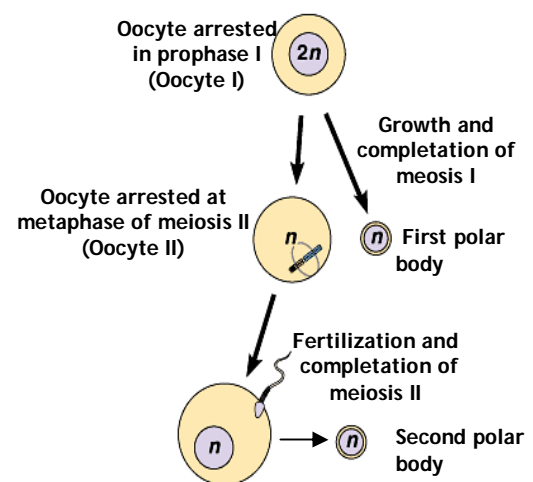 Oocyte arrested
in prophase I
(Oocyte I)
2n
Growth and
completation of
meosis I
Oocyte arrested at
metaphase of meiosis II
(Oocyte II)
n
n
First polar
body
Fertilization and
completation of
meiosis II
n
n
Second polar
body